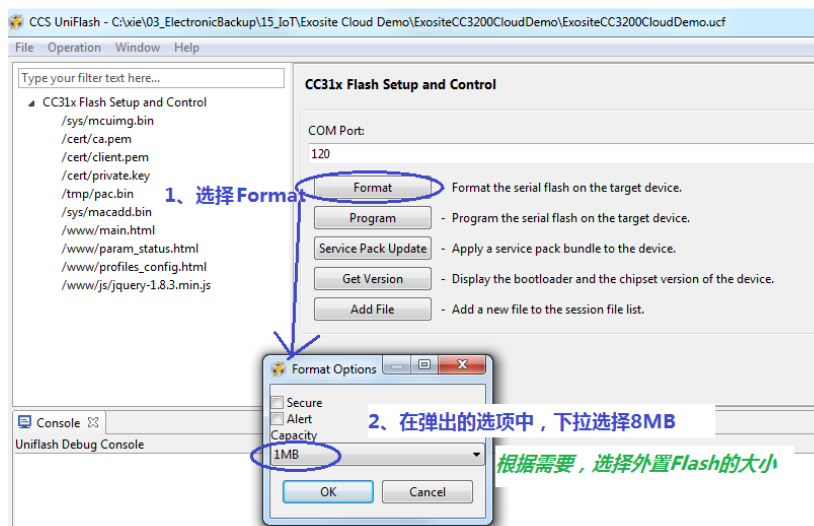 CCS UniFlash - C:\xie\03_ElectronicBackup\15_IoT\Exosite Cloud Demo\ExositeCC3200CloudDemo\ExositeCC3200CloudDemo.ucf
File Operation Window Help
Type your filter text here...
CC31x Flash Setup and Control
/sys/mcuimg.bin
/cert/ca.pem
/cert/client.pem
/cert/private.key
/tmp/pac.bin
/sys/macadd.bin
/www/main.html
/www/param_status.html
/www/profiles_config.html
/www/js/jquery-1.8.3.min.js
CC31x Flash Setup and Control
COM Port:
120
1、选择Format
Format - Format the serial flash on the target device.
Program - Program the serial flash on the target device.
Service Pack Update - Apply a service pack bundle to the device.
Get Version - Display the bootloader and the chipset version of the device.
Add File - Add a new file to the session file list.
Format Options
Secure
Alert
Capacity
1MB
OK Cancel
2、在弹出的选项中，下拉选择8MB
根据需要，选择外置Flash的大小
Console
Uniflash Debug Console